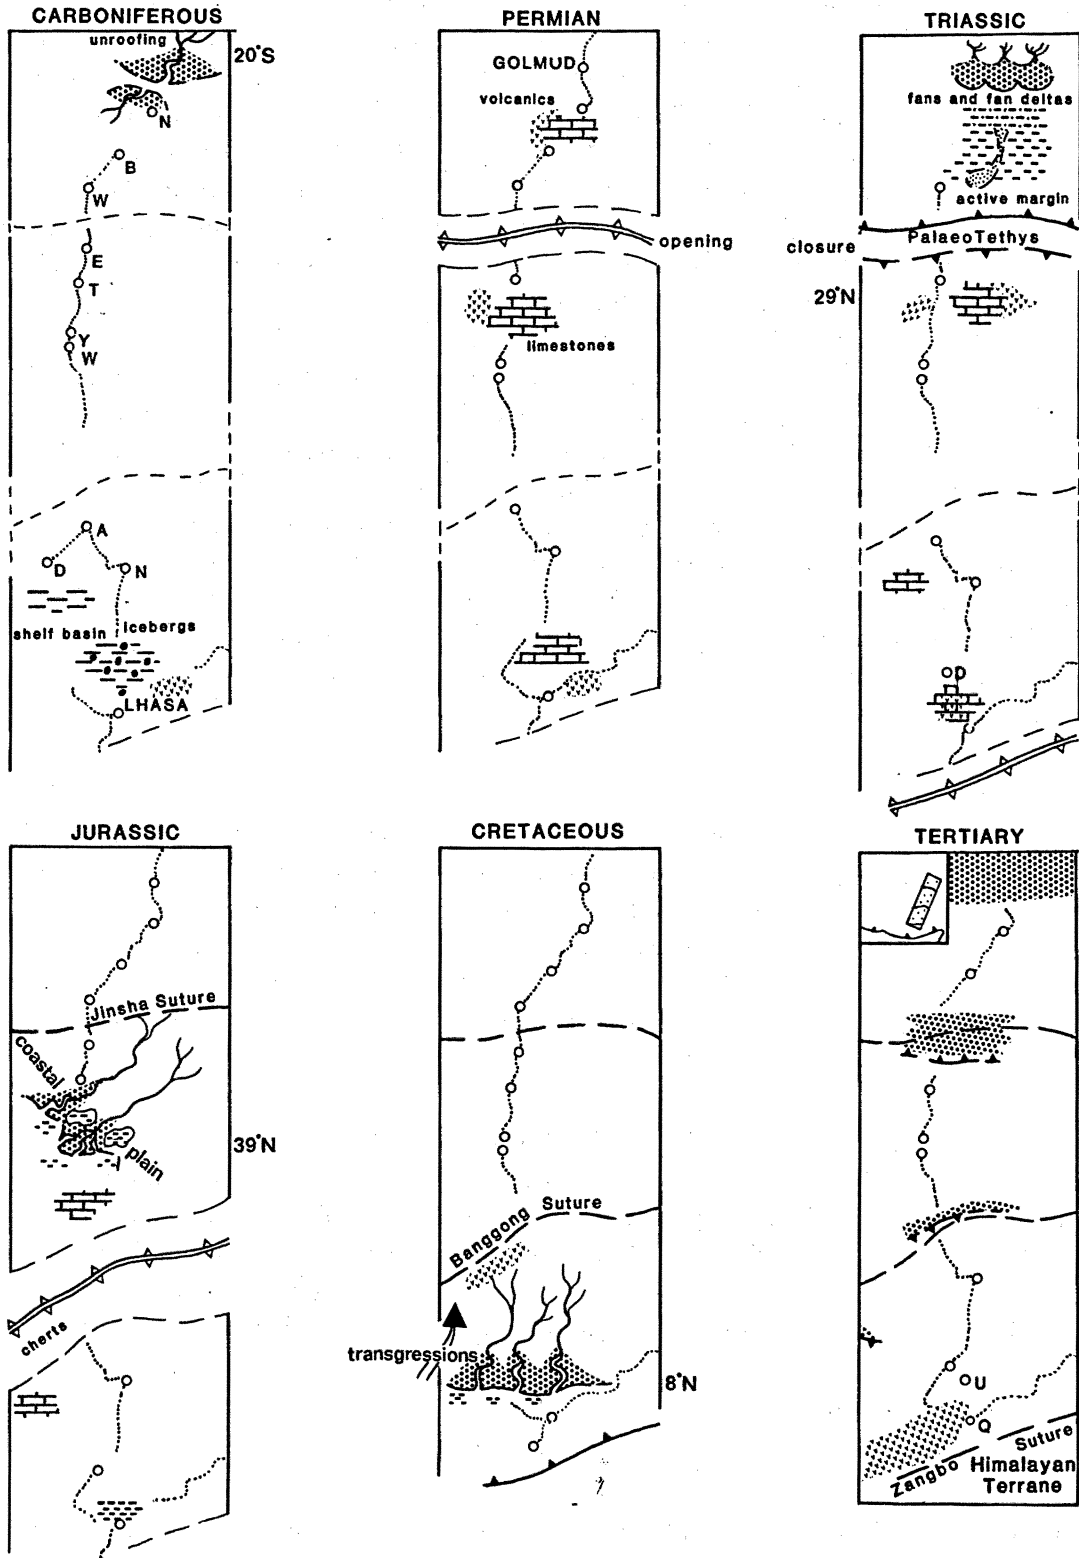 CARBONIFEROUS
unroofing
20°S
N
B
W
E
T
Y
W
A
D
N
shelf basin
icebergs
LHASA
PERMIAN
GOLMUD
volcanics
opening
limestones
TRIASSIC
fans and fan deltas
active margin
closure
PalaeoTethys
29°N
D
JURASSIC
Jinsha Suture
coastal
plain
39°N
cherts
CRETACEOUS
Banggong Suture
transgressions
8°N
TERTIARY
U
Q
Zangbo Suture
Himalayan
Terrane